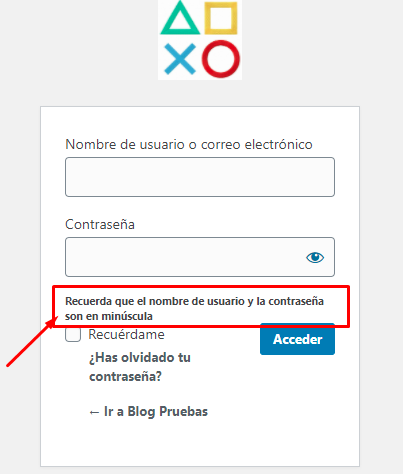 Nombre de usuario o correo electrónico
Contraseña
Recuerda que el nombre de usuario y la contraseña
son en minúscula
Recuérdame
Acceder
¿Has olvidado tu
contraseña?
← Ir a Blog Pruebas